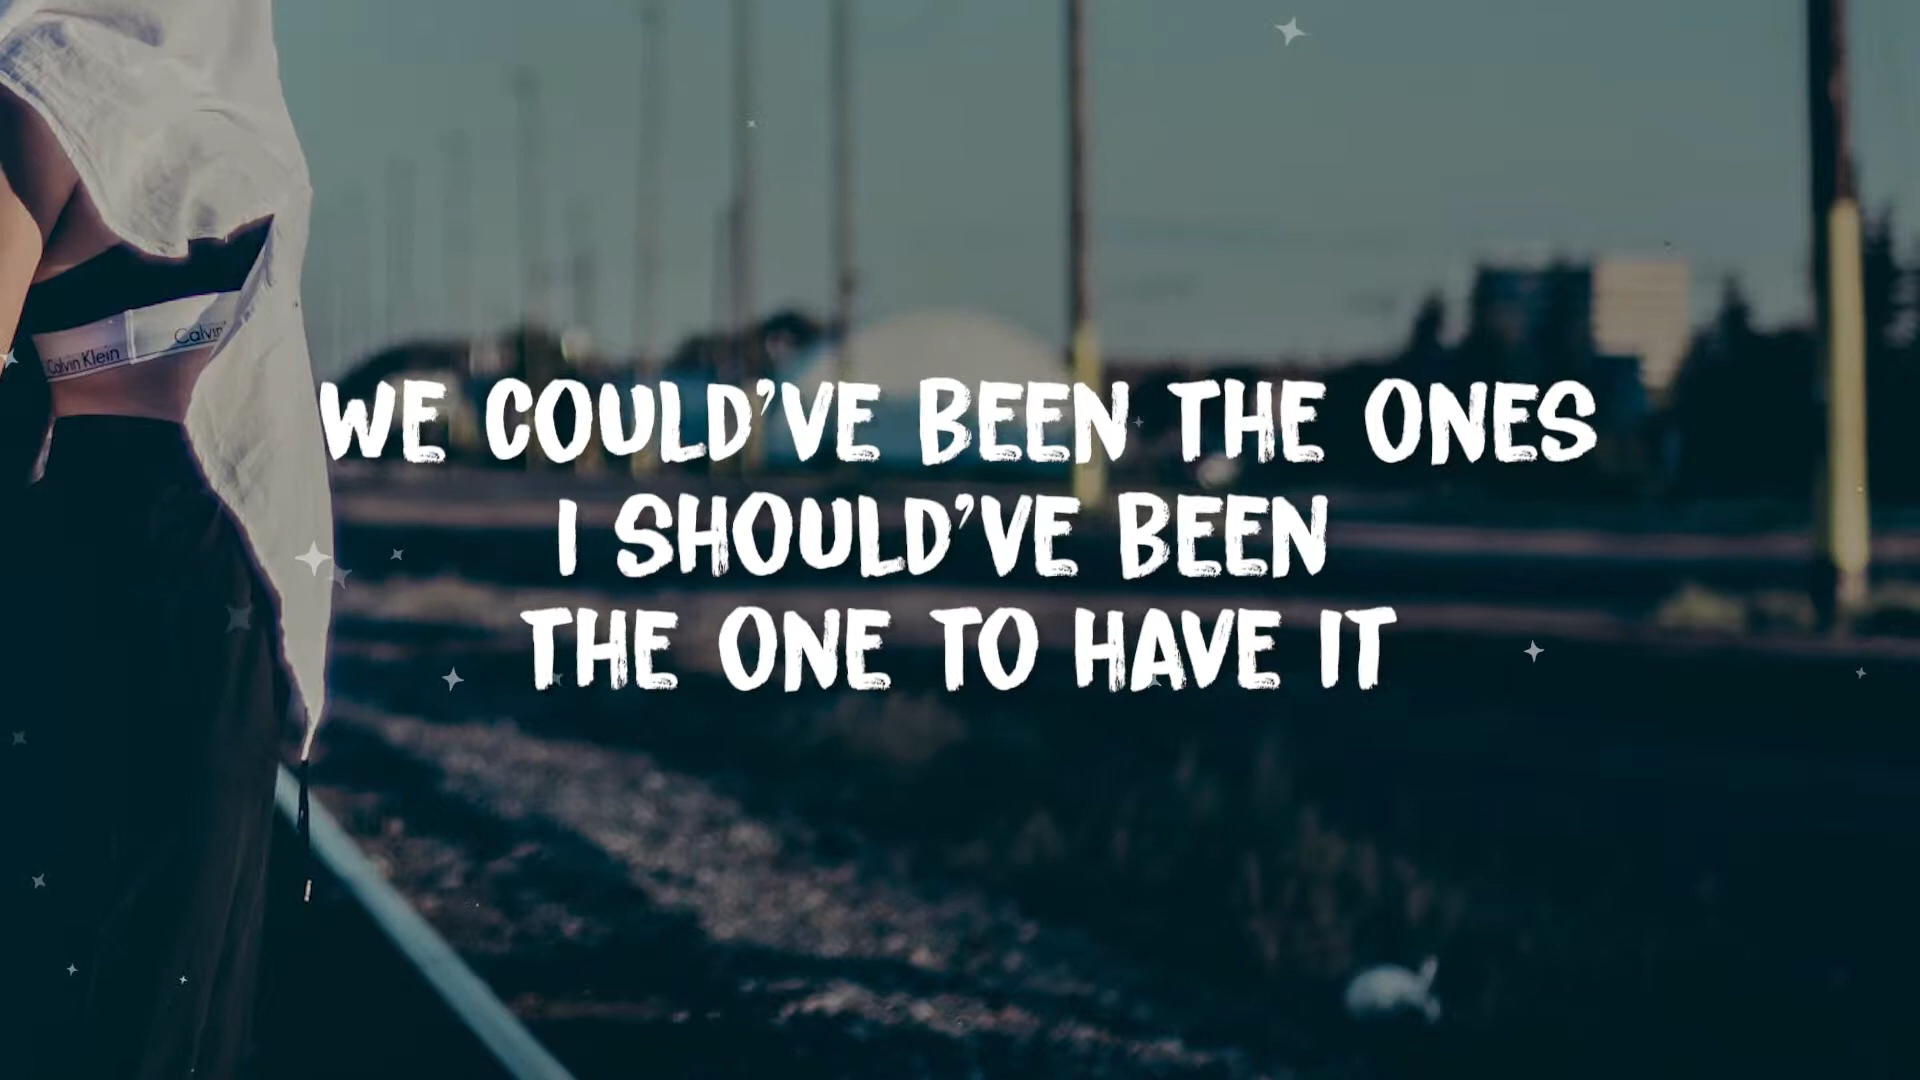 Calvin
Calvin Klein
WE COULD'VE BEEN THE ONES
I SHOULD'VE BEEN
THE ONE TO HAVE IT